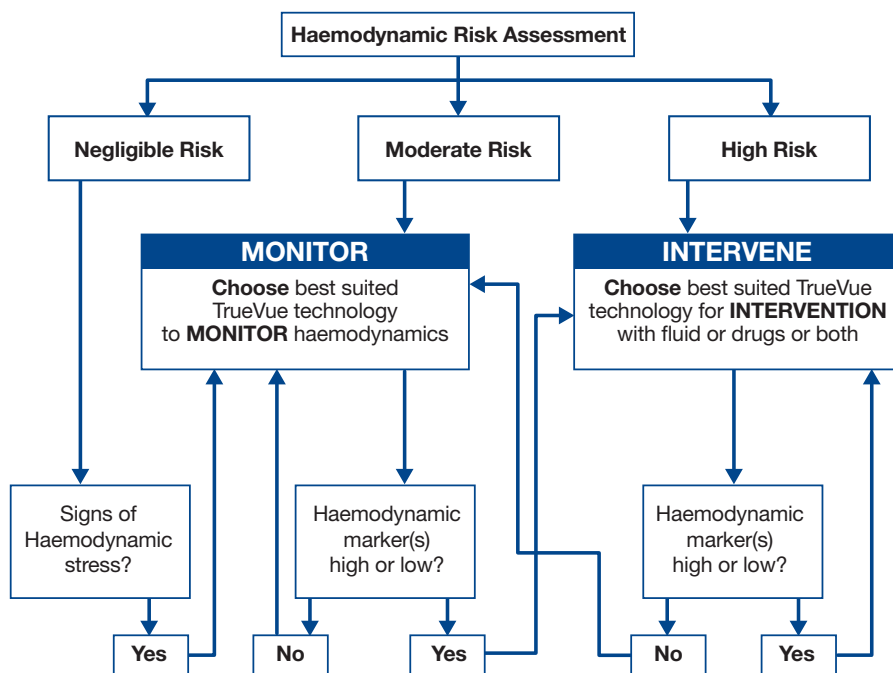 Haemodynamic Risk Assessment
Negligible Risk
Moderate Risk
High Risk
MONITOR
Choose best suited
TrueVue technology
to MONITOR haemodynamics
INTERVENE
Choose best suited TrueVue
technology for INTERVENTION
with fluid or drugs or both
Signs of
Haemodynamic
stress?
Haemodynamic
marker(s)
high or low?
Haemodynamic
marker(s)
high or low?
Yes
No
Yes
No
Yes